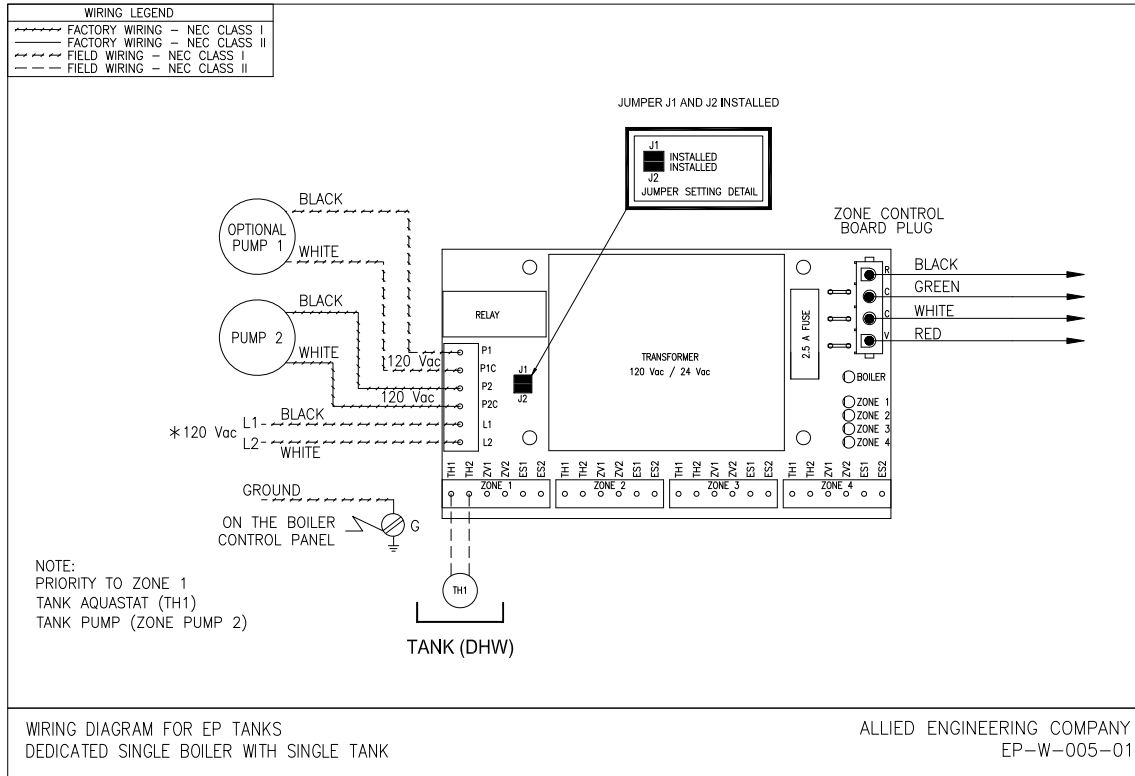 WIRING LEGEND
FACTORY WIRING – NEC CLASS I
FACTORY WIRING – NEC CLASS II
FIELD WIRING – NEC CLASS I
FIELD WIRING – NEC CLASS II
JUMPER J1 AND J2 INSTALLED
J1
INSTALLED
INSTALLED
J2
JUMPER SETTING DETAIL
BLACK
OPTIONAL
PUMP 1
WHITE
BLACK
PUMP 2
WHITE
120 Vac
120 Vac
L1
BLACK
*120 Vac
L2
WHITE
GROUND
ON THE BOILER
CONTROL PANEL
G
RELAY
P1
P1C
P2
P2C
L1
L2
J1
J2
TRANSFORMER
120 Vac / 24 Vac
2.5 A FUSE
ZONE CONTROL
BOARD PLUG
R
BLACK
C
GREEN
C
WHITE
V
RED
BOILER
ZONE 1
ZONE 2
ZONE 3
ZONE 4
TH1 TH2 ZV1 ZV2 ES1 ES2
ZONE 1
TH1 TH2 ZV1 ZV2 ES1 ES2
ZONE 2
TH1 TH2 ZV1 ZV2 ES1 ES2
ZONE 3
TH1 TH2 ZV1 ZV2 ES1 ES2
ZONE 4
TH1
TANK (DHW)
NOTE:
PRIORITY TO ZONE 1
TANK AQUASTAT (TH1)
TANK PUMP (ZONE PUMP 2)
WIRING DIAGRAM FOR EP TANKS
DEDICATED SINGLE BOILER WITH SINGLE TANK
ALLIED ENGINEERING COMPANY
EP–W–005–01